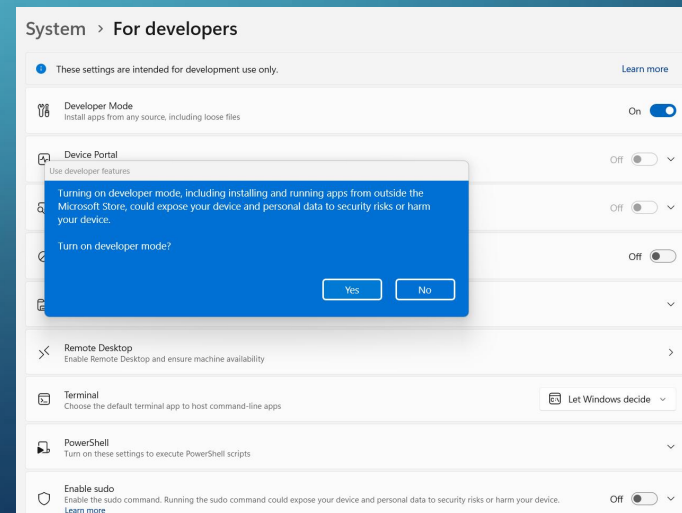 System > For developers
These settings are intended for development use only.
Learn more
Developer Mode
Install apps from any source, including loose files
On
Device Portal
Off
Use developer features
Turning on developer mode, including installing and running apps from outside the
Microsoft Store, could expose your device and personal data to security risks or harm
your device.
Turn on developer mode?
Yes
No
Off
Off
Remote Desktop
Enable Remote Desktop and ensure machine availability
Terminal
Choose the default terminal app to host command-line apps
Let Windows decide
PowerShell
Turn on these settings to execute PowerShell scripts
Enable sudo
Enable the sudo command. Running the sudo command could expose your device and personal data to security risks or harm your device.
Learn more
Off